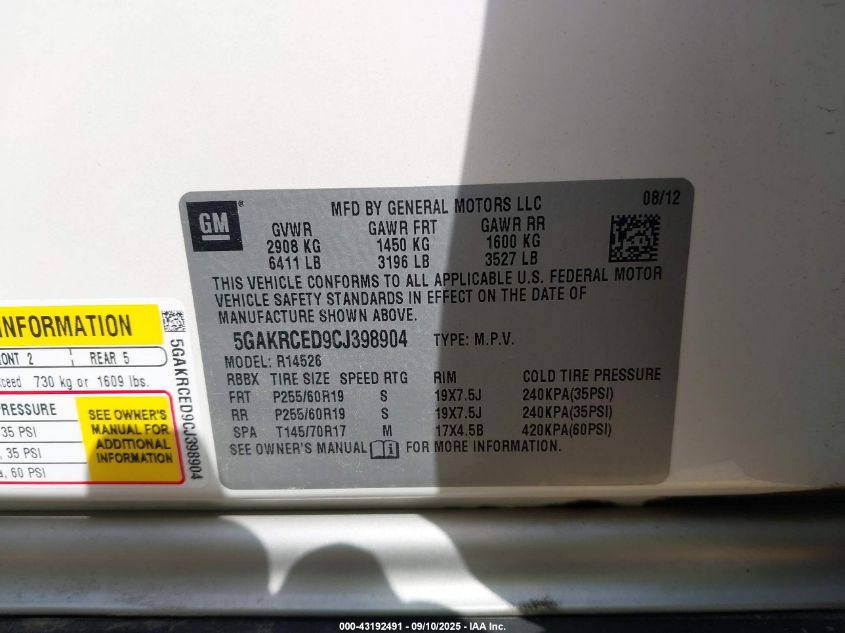 GM
®
MFD BY GENERAL MOTORS LLC
08/12
GVWR GAWR FRT GAWR RR
2908 KG 1450 KG 1600 KG
6411 LB 3196 LB 3527 LB
THIS VEHICLE CONFORMS TO ALL APPLICABLE U.S. FEDERAL MOTOR
VEHICLE SAFETY STANDARDS IN EFFECT ON THE DATE OF
MANUFACTURE SHOWN ABOVE.
5GAKRCED9CJ398904 TYPE: M.P.V.
MODEL: R14526
RBBX TIRE SIZE SPEED RTG RIM COLD TIRE PRESSURE
FRT P255/60R19 S 19X7.5J 240KPA(35PSI)
RR P255/60R19 S 19X7.5J 240KPA(35PSI)
SPA T145/70R17 M 17X4.5B 420KPA(60PSI)
SEE OWNER'S MANUAL i FOR MORE INFORMATION.
INFORMATION
2 REAR 5
730 kg or 1609 lbs.
PRESSURE
35 PSI
, 35 PSI
, 60 PSI
SEE OWNER'S
MANUAL FOR
ADDITIONAL
INFORMATION
5GAKRCED9CJ398904
000-43192491 - 09/10/2025 - IAA Inc.